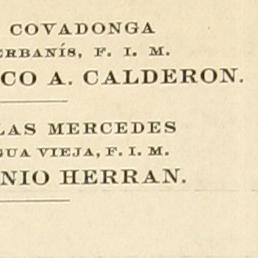 COVADONGA
ERBANÍS, F. I. M.
CO A. CALDERON.
LAS MERCEDES
GUA VIEJA, F. I. M.
NIO HERRAN.